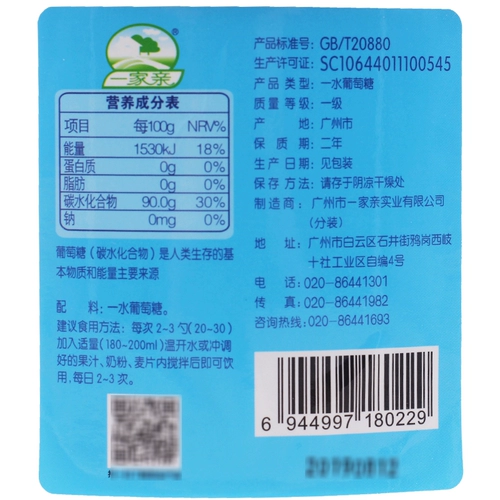 一家亲
营养成分表
项目 每100g NRV%
能量 1530kJ 18%
蛋白质 0g 0%
脂肪 0g 0%
碳水化合物 90.0g 30%
钠 0mg 0%
葡萄糖（碳水化合物）是人类生存的基
本物质和能量主要来源
配 料：一水葡萄糖。
建议食用方法：每次2~3勺(20~30)
加入适量(180~200ml)温开水或冲调
好的果汁、奶粉、麦片内搅拌后即可饮
用,每日2~3次。
产品标准号：GB/T20880
生产许可证：SC10644011100545
产品类型：一水葡萄糖
质量等级：一级
产 地：广州市
保 质 期：二年
生产日期：见包装
保存方法：请存于阴凉干燥处
制造商：广州市一家亲实业有限公司
（分装）
地 址：广州市白云区石井街鸦岗西岐
十社工业区自编4号
电 话：020-86441301
传 真：020-86441982
咨询热线：020-86441693
6 944997 180229
20190812